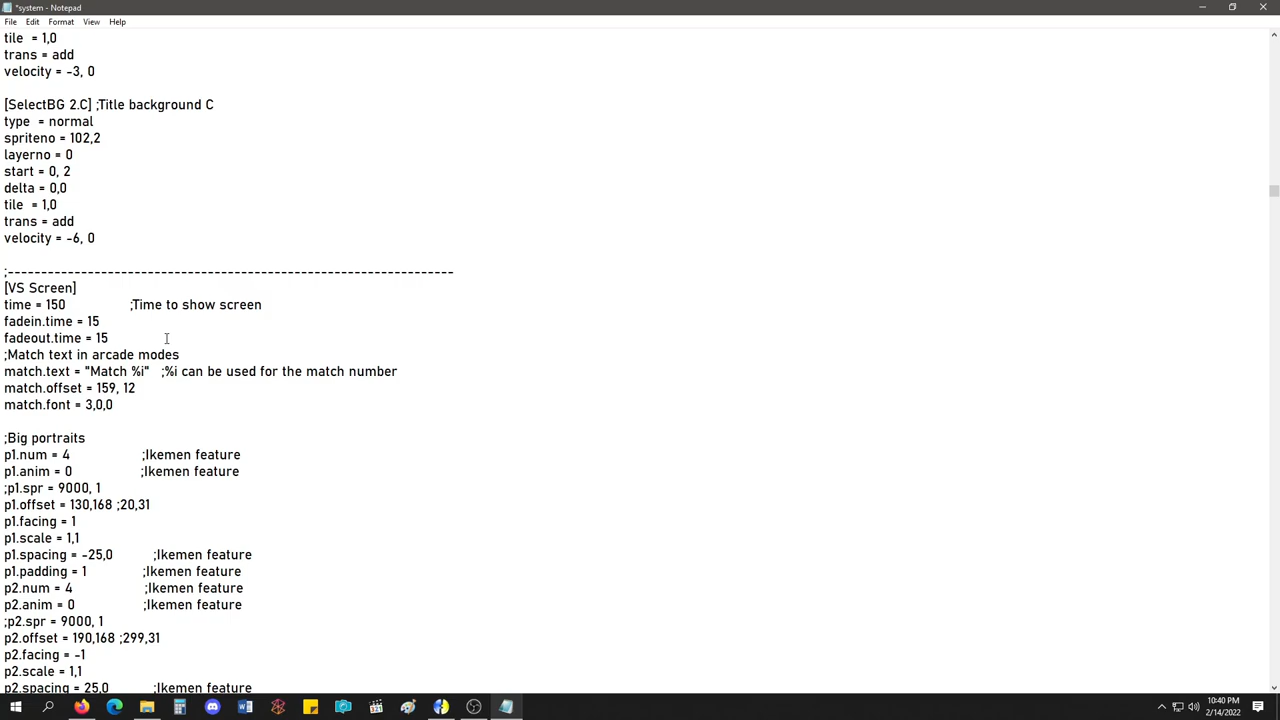 *system - Notepad
File Edit Format View Help
tile  = 1,0
trans = add
velocity = -3, 0
[SelectBG 2.C] ;Title background C
type  = normal
spriteno = 102,2
layerno = 0
start = 0, 2
delta = 0,0
tile  = 1,0
trans = add
velocity = -6, 0
;-------------------------------------------------------------------
[VS Screen]
time = 150 ;Time to show screen
fadein.time = 15
fadeout.time = 15
;Match text in arcade modes
match.text = "Match %i" ;%i can be used for the match number
match.offset = 159, 12
match.font = 3,0,0
;Big portraits
p1.num = 4 ;Ikemen feature
p1.anim = 0 ;Ikemen feature
;p1.spr = 9000, 1
p1.offset = 130,168 ;20,31
p1.facing = 1
p1.scale = 1,1
p1.spacing = -25,0 ;Ikemen feature
p1.padding = 1 ;Ikemen feature
p2.num = 4 ;Ikemen feature
p2.anim = 0 ;Ikemen feature
;p2.spr = 9000, 1
p2.offset = 190,168 ;299,31
p2.facing = -1
p2.scale = 1,1
p2.spacing = 25,0 ;Ikemen feature
10:40 PM
2/14/2022